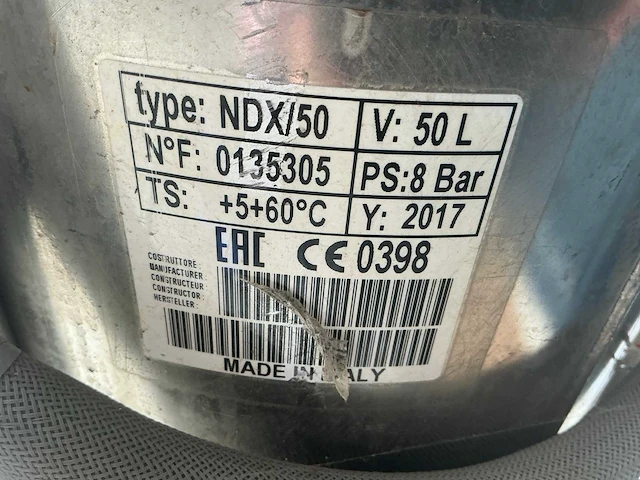 type: NDX/50 V: 50 L
N°F: 0135305 PS:8 Bar
TS: +5+60°C Y: 2017
EAC CE 0398
COSTRUTTORE:
MANUFACTURER:
CONSTRUCTEUR:
CONSTRUCTOR:
HERSTELLER:
MADE IN ITALY